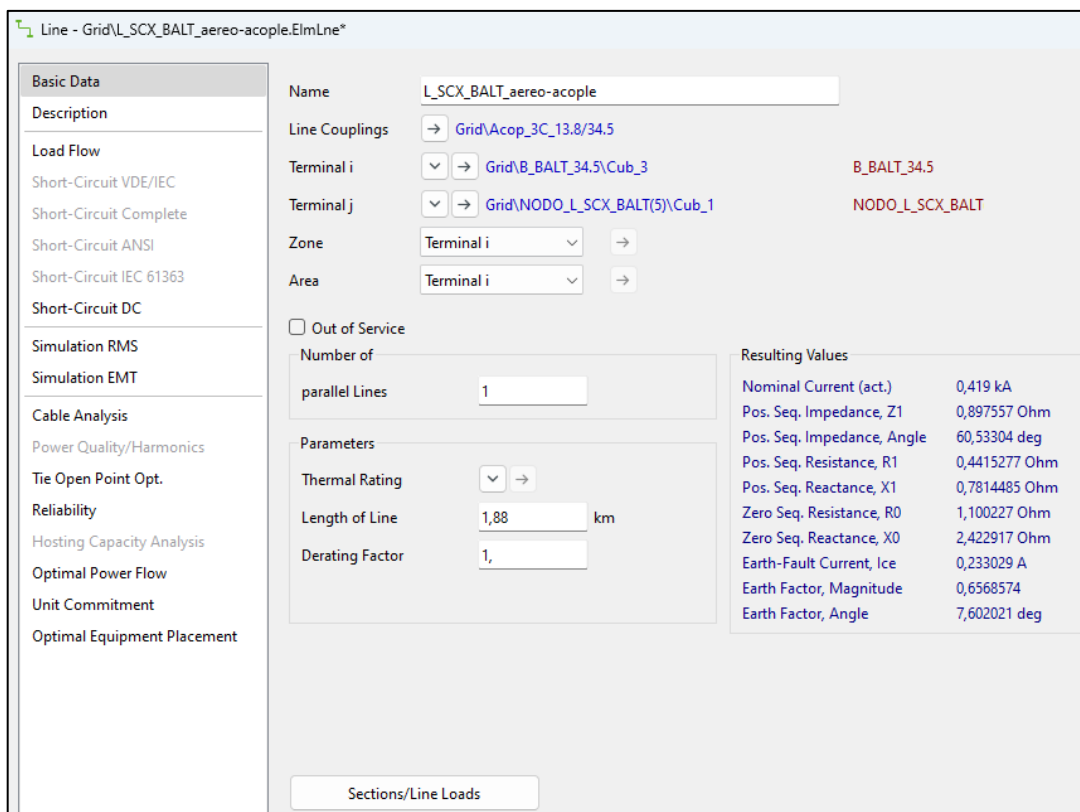 Line - Grid\L_SCX_BALT_aereo-acople.ElmLne*
Basic Data
Description
Load Flow
Short-Circuit VDE/IEC
Short-Circuit Complete
Short-Circuit ANSI
Short-Circuit IEC 61363
Short-Circuit DC
Simulation RMS
Simulation EMT
Cable Analysis
Power Quality/Harmonics
Tie Open Point Opt.
Reliability
Hosting Capacity Analysis
Optimal Power Flow
Unit Commitment
Optimal Equipment Placement
Name L_SCX_BALT_aereo-acople
Line Couplings Grid\Acop_3C_13.8/34.5
Terminal i Grid\B_BALT_34.5\Cub_3 B_BALT_34.5
Terminal j Grid\NODO_L_SCX_BALT(5)\Cub_1 NODO_L_SCX_BALT
Zone Terminal i
Area Terminal i
Out of Service
Number of
parallel Lines 1
Parameters
Thermal Rating
Length of Line 1,88 km
Derating Factor 1,
Resulting Values
Nominal Current (act.) 0,419 kA
Pos. Seq. Impedance, Z1 0,897557 Ohm
Pos. Seq. Impedance, Angle 60,53304 deg
Pos. Seq. Resistance, R1 0,4415277 Ohm
Pos. Seq. Reactance, X1 0,7814485 Ohm
Zero Seq. Resistance, R0 1,100227 Ohm
Zero Seq. Reactance, X0 2,422917 Ohm
Earth-Fault Current, Ice 0,233029 A
Earth Factor, Magnitude 0,6568574
Earth Factor, Angle 7,602021 deg
Sections/Line Loads